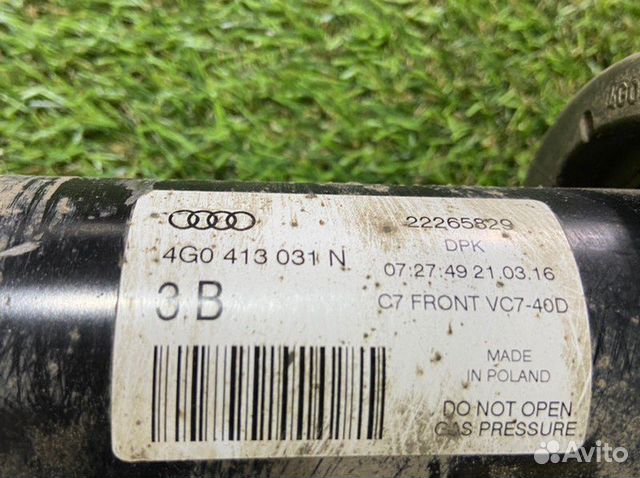 4G0
22265829
DPK
4G0 413 031 N
07:27:49 21.03.16
3.B
C7 FRONT VC7-40D
MADE
IN POLAND
DO NOT OPEN
GAS PRESSURE
Avito